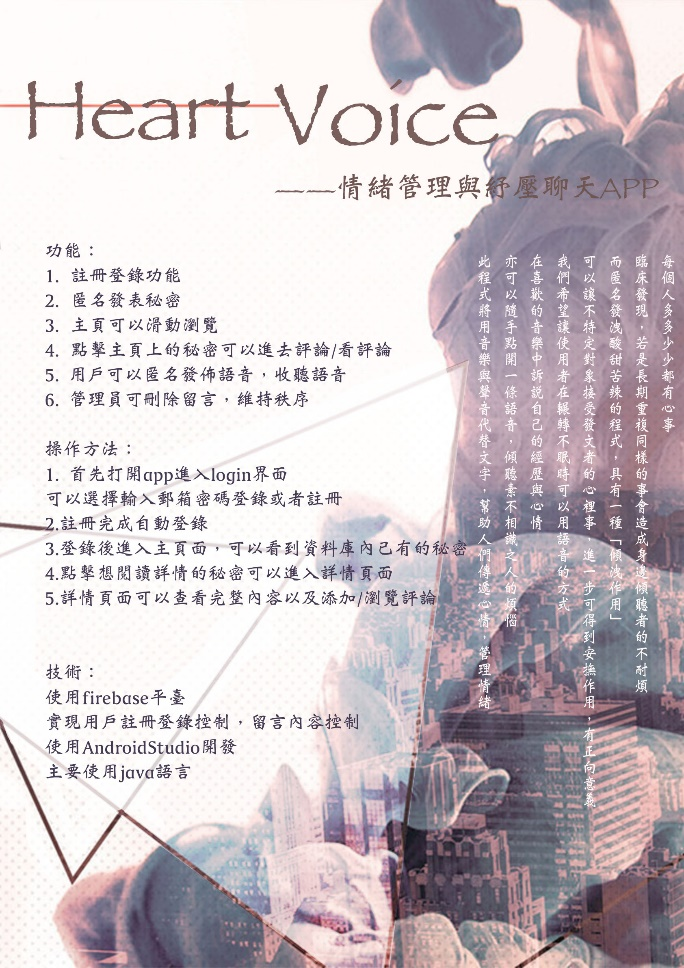 Heart Voice
——情緒管理與紓壓聊天APP
功能：
1. 註冊登錄功能
2. 匿名發表秘密
3. 主頁可以滑動瀏覽
4. 點擊主頁上的秘密可以進去評論/看評論
5. 用戶可以匿名發佈語音，收聽語音
6. 管理員可刪除留言，維持秩序
操作方法：
1. 首先打開app進入login界面
可以選擇輸入郵箱密碼登錄或者註冊
2.註冊完成自動登錄
3.登錄後進入主頁面，可以看到資料庫內已有的秘密
4.點擊想閱讀詳情的秘密可以進入詳情頁面
5.詳情頁面可以查看完整內容以及添加/瀏覽評論
技術：
使用firebase平臺
實現用戶註冊登錄控制，留言內容控制
使用AndroidStudio開發
主要使用java語言
每個人多多少少都有心事
臨床發現，若是長期重複同樣的事會造成身邊傾聽者的不耐煩
而匿名發洩酸甜苦辣的程式，具有一種「傾洩作用」
可以讓不特定對象接受發文者的心裡事，進一步可得到安撫作用，有正向意義
我們希望讓使用者在輾轉不眠時可以用語音的方式
在喜歡的音樂中訴說自己的經歷與心情
亦可以隨手點開一條語音，傾聽素不相識之人的煩惱
此程式將用音樂與聲音代替文字，幫助人們傳遞心情，管理情緒